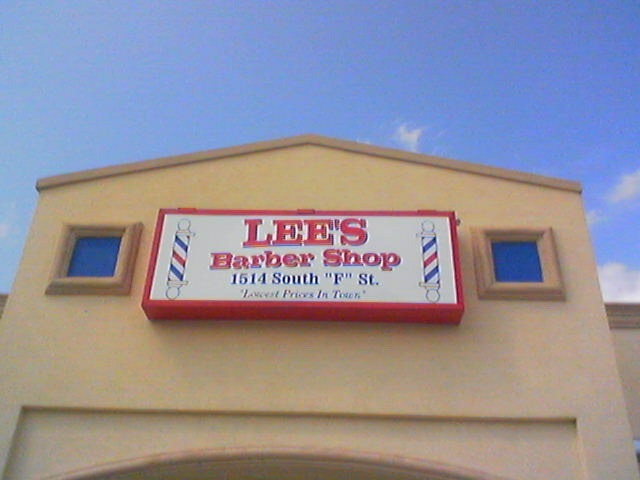 LEE'S
Barber Shop
1514 South "F" St.
"Lowest Prices In Town"